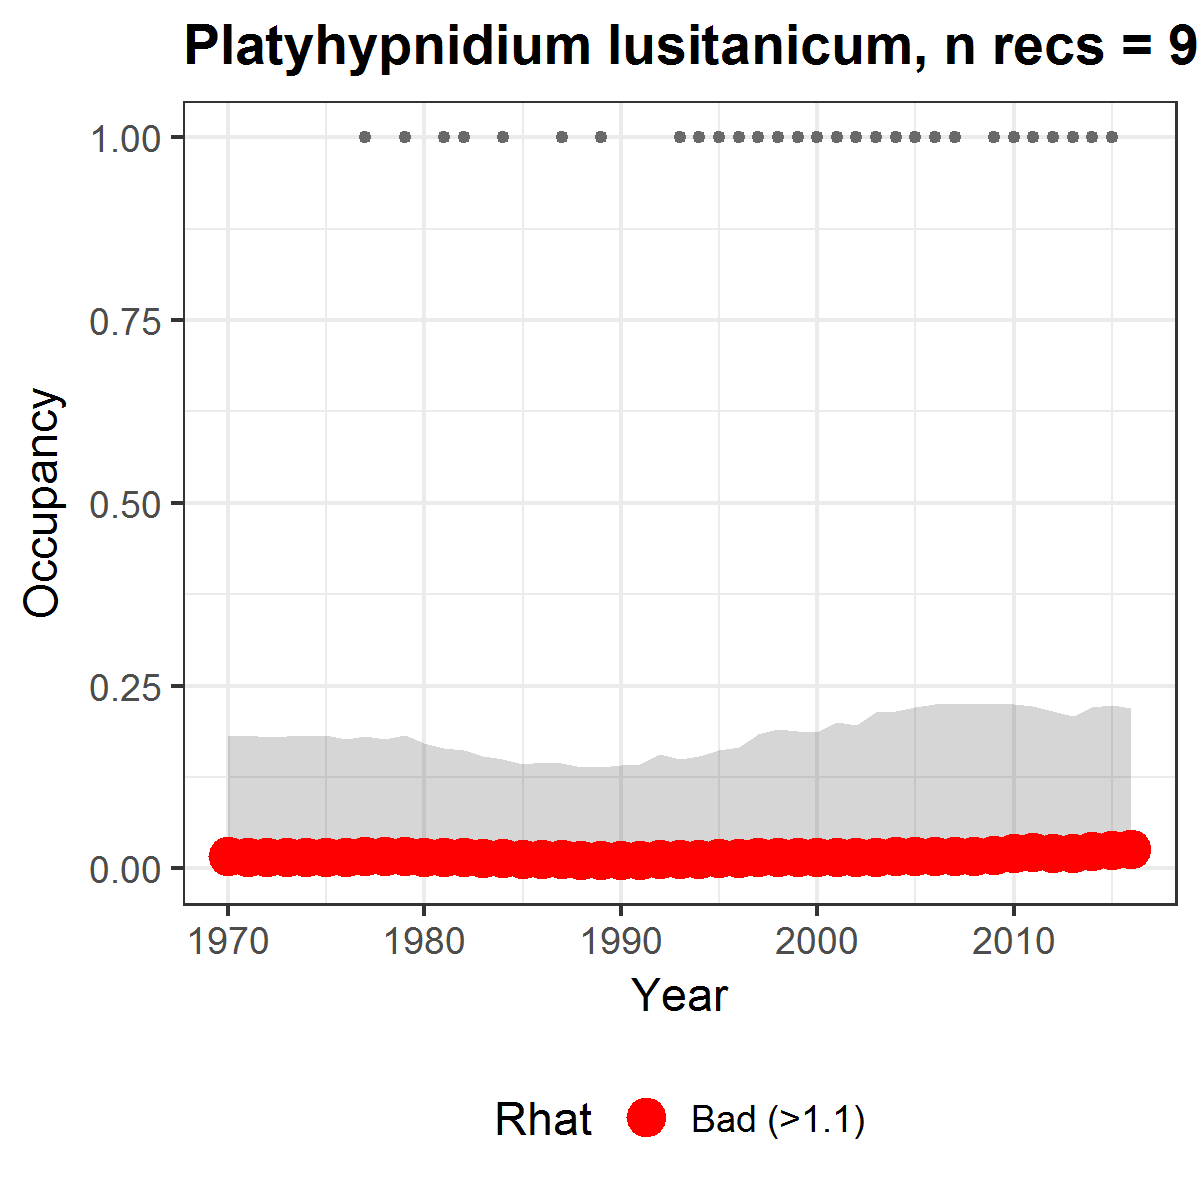 Platyhypnidium lusitanicum, n recs = 9
1.00
0.75
0.50
0.25
0.00
Occupancy
1970 1980 1990 2000 2010
Year
Rhat Bad (>1.1)